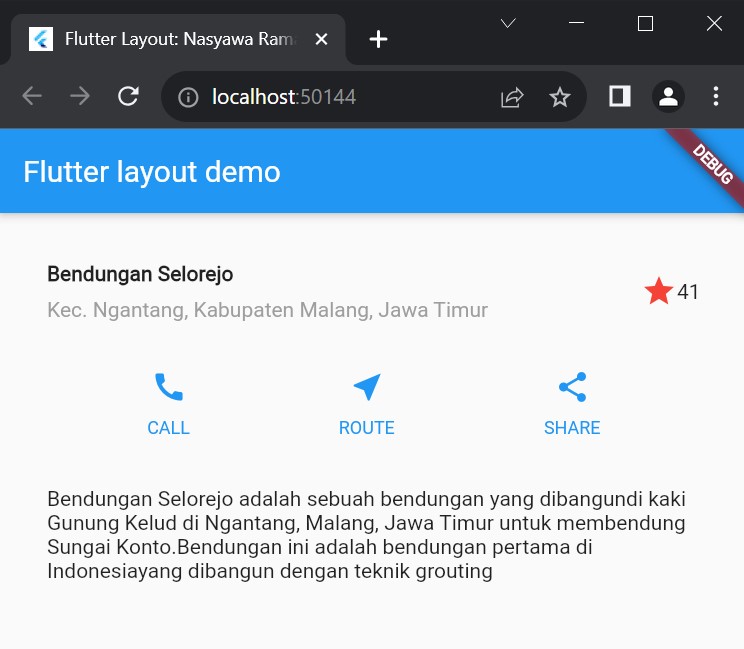 Flutter Layout: Nasyawa Ram
localhost:50144
Flutter layout demo
DEBUG
Bendungan Selorejo
Kec. Ngantang, Kabupaten Malang, Jawa Timur
41
CALL ROUTE SHARE
Bendungan Selorejo adalah sebuah bendungan yang dibangundi kaki
Gunung Kelud di Ngantang, Malang, Jawa Timur untuk membendung
Sungai Konto.Bendungan ini adalah bendungan pertama di
Indonesiayang dibangun dengan teknik grouting